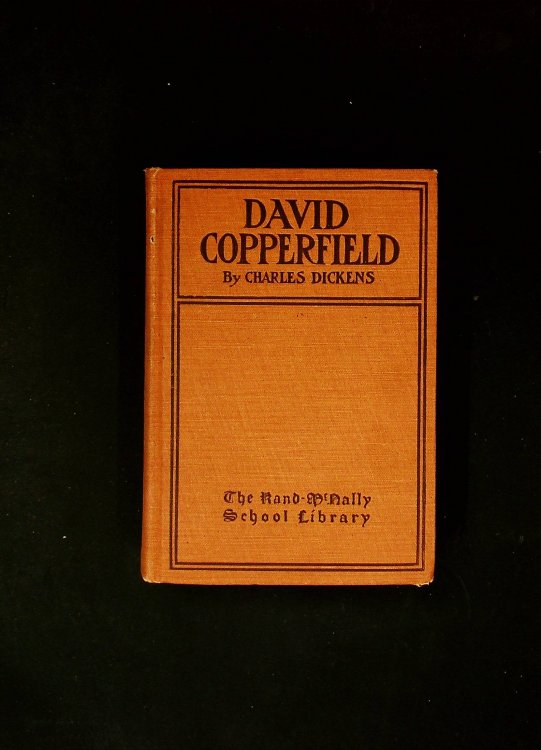 DAVID
COPPERFIELD
By CHARLES DICKENS
The Rand-McNally
School Library